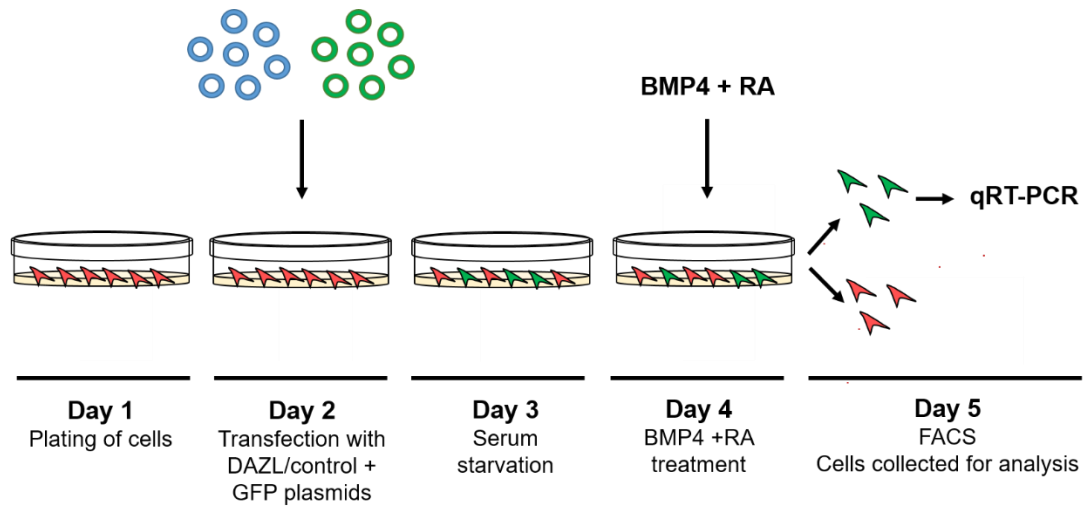 BMP4 + RA
qRT-PCR
Day 1
Plating of cells
Day 2
Transfection with
DAZL/control +
GFP plasmids
Day 3
Serum
starvation
Day 4
BMP4 +RA
treatment
Day 5
FACS
Cells collected for analysis